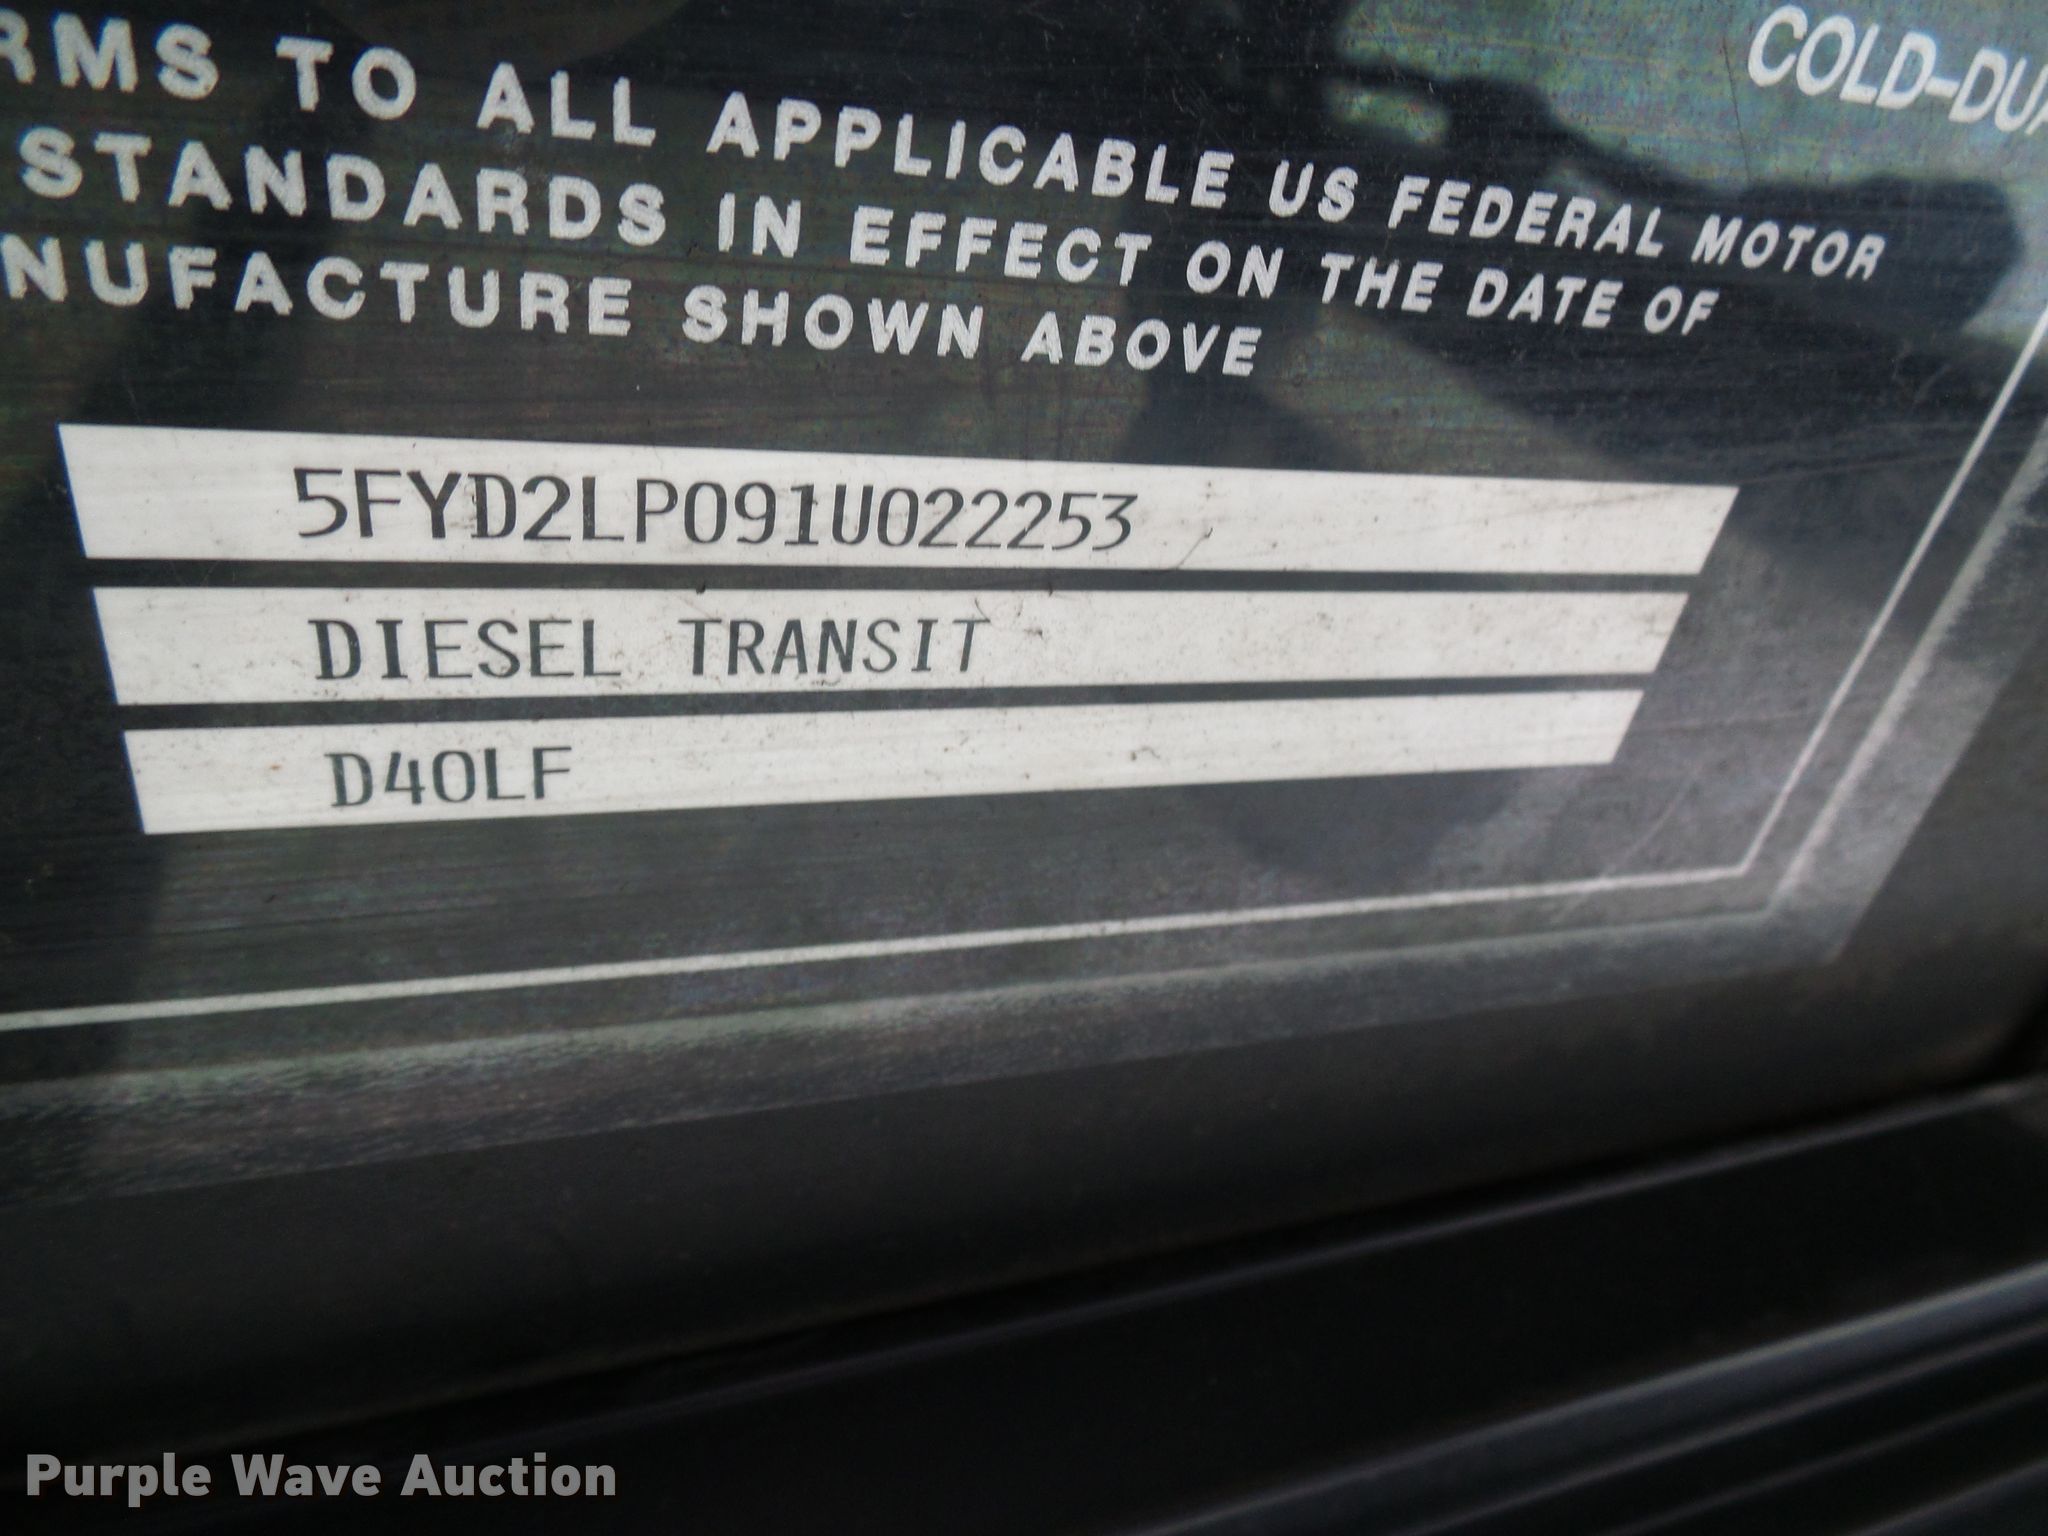 COLD-DUA
RMS TO ALL APPLICABLE US FEDERAL MOTOR
STANDARDS IN EFFECT ON THE DATE OF
NUFACTURE SHOWN ABOVE
5FYD2LP091U022253
DIESEL TRANSIT
D40LF
Purple Wave Auction